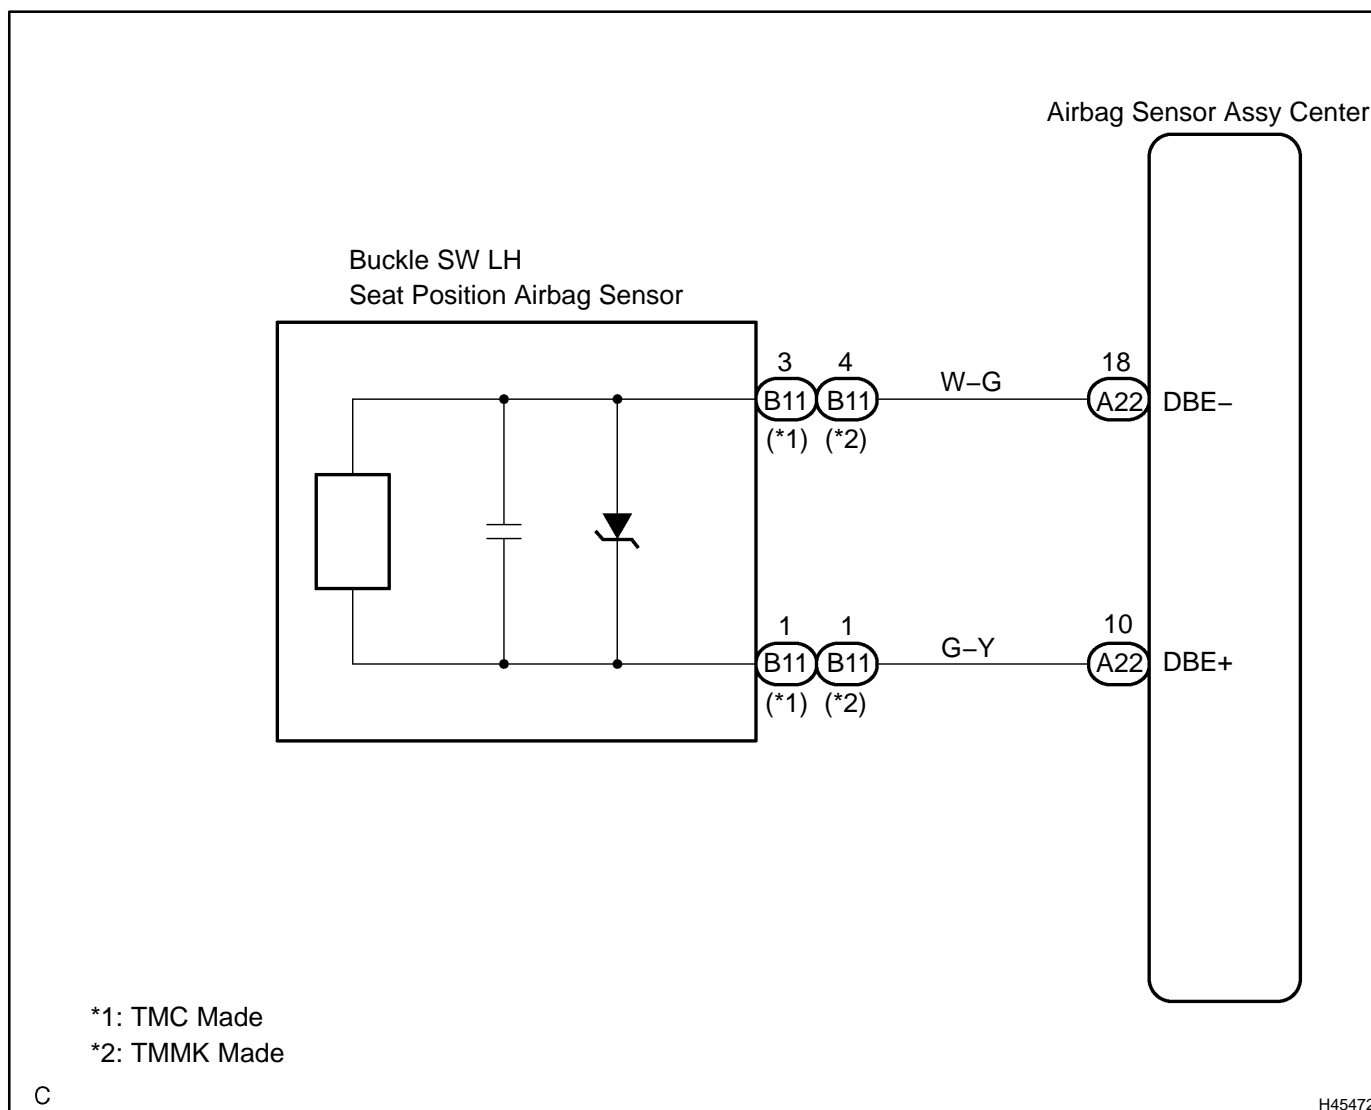 Airbag Sensor Assy Center
Buckle SW LH
Seat Position Airbag Sensor
3 4 W–G 18
B11 B11 A22 DBE–
(*1) (*2)
1 1 G–Y 10
B11 B11 A22 DBE+
(*1) (*2)
*1: TMC Made
*2: TMMK Made
C
H45472